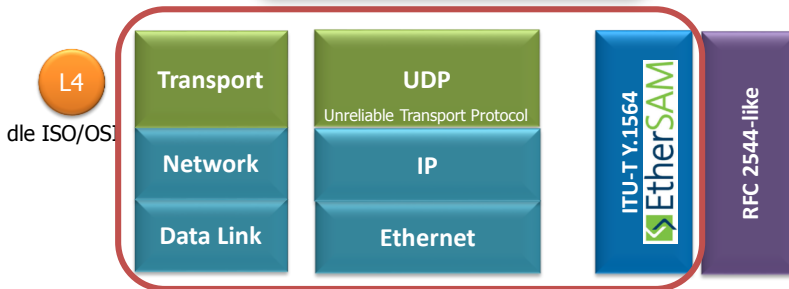 L4
dle ISO/OSI
Transport
Network
Data Link
UDP
Unreliable Transport Protocol
IP
Ethernet
ITU-T Y.1564
EtherSAM
RFC 2544-like